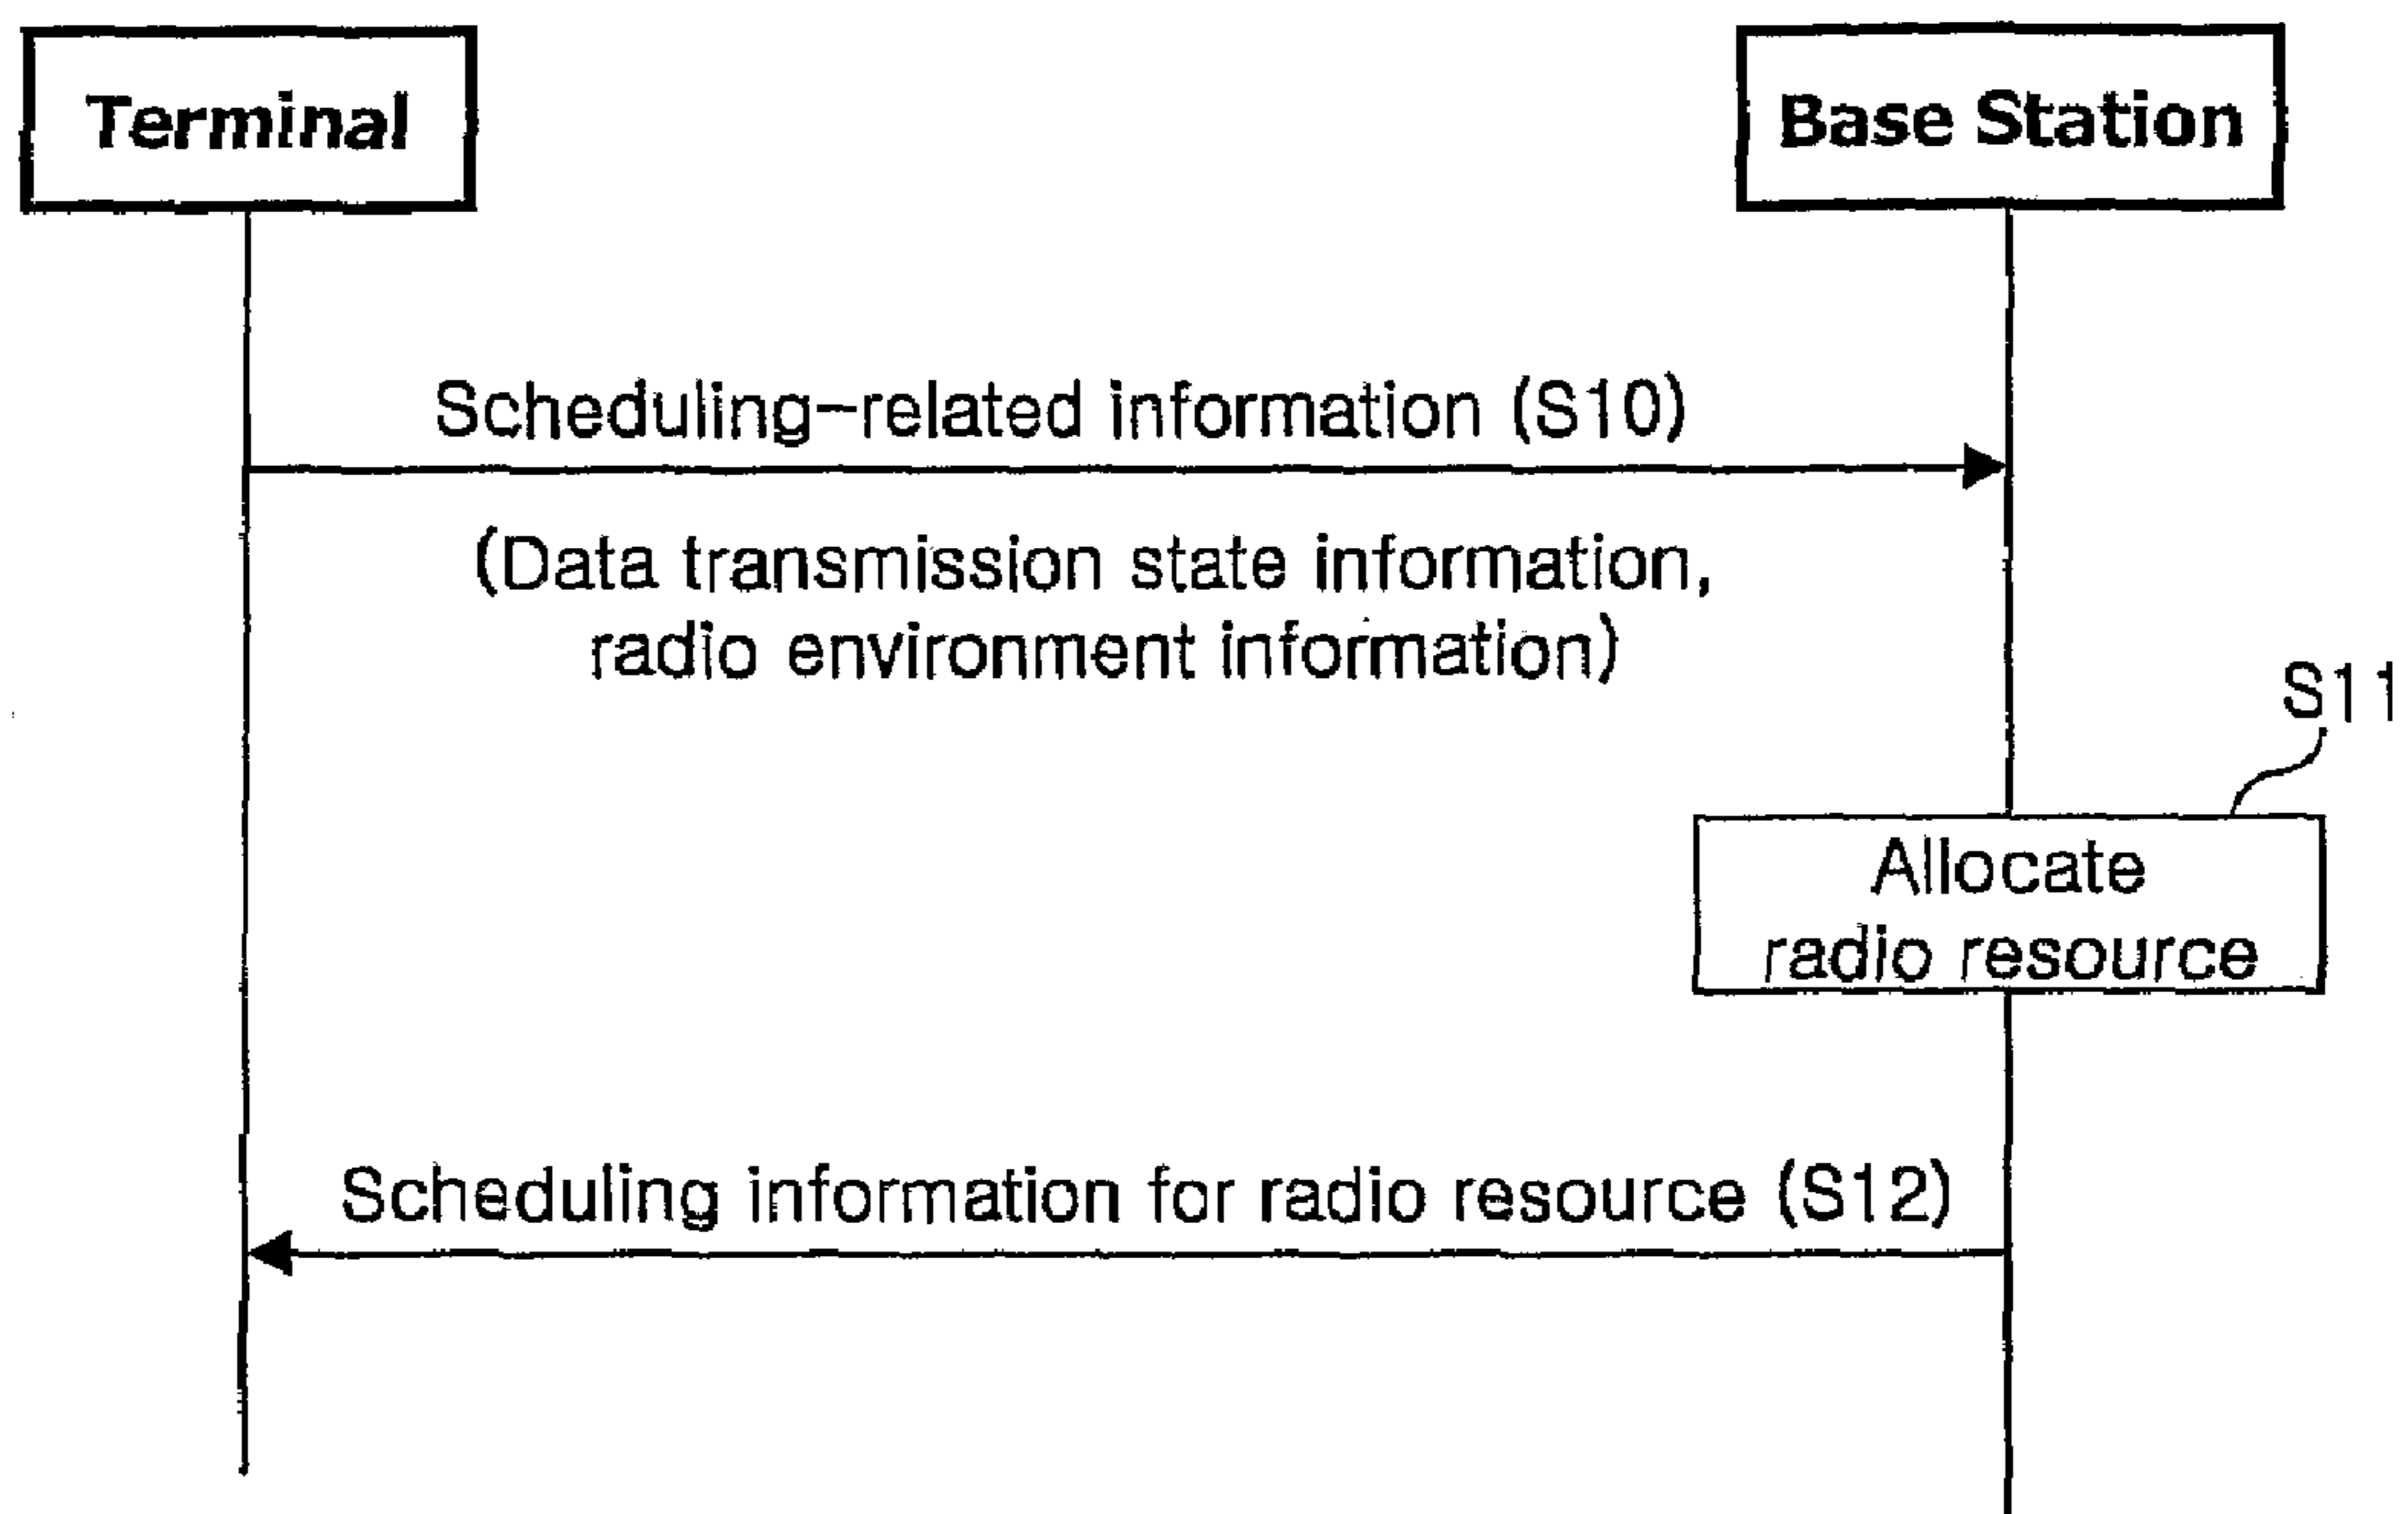 Terminal
Base Station
Scheduling-related information (S10)
(Data transmission state information,
radio environment information)
S11
Allocate
radio resource
Scheduling information for radio resource (S12)